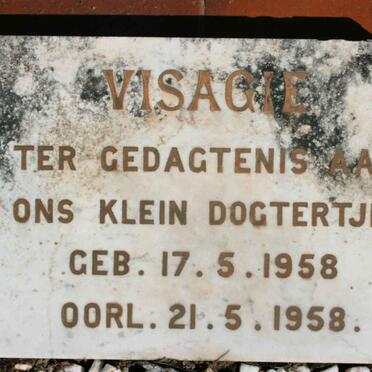 VISAGIE
TER GEDAGTENIS AA
ONS KLEIN DOGTERTJ
GEB. 17.5.1958
OORL. 21.5.1958.